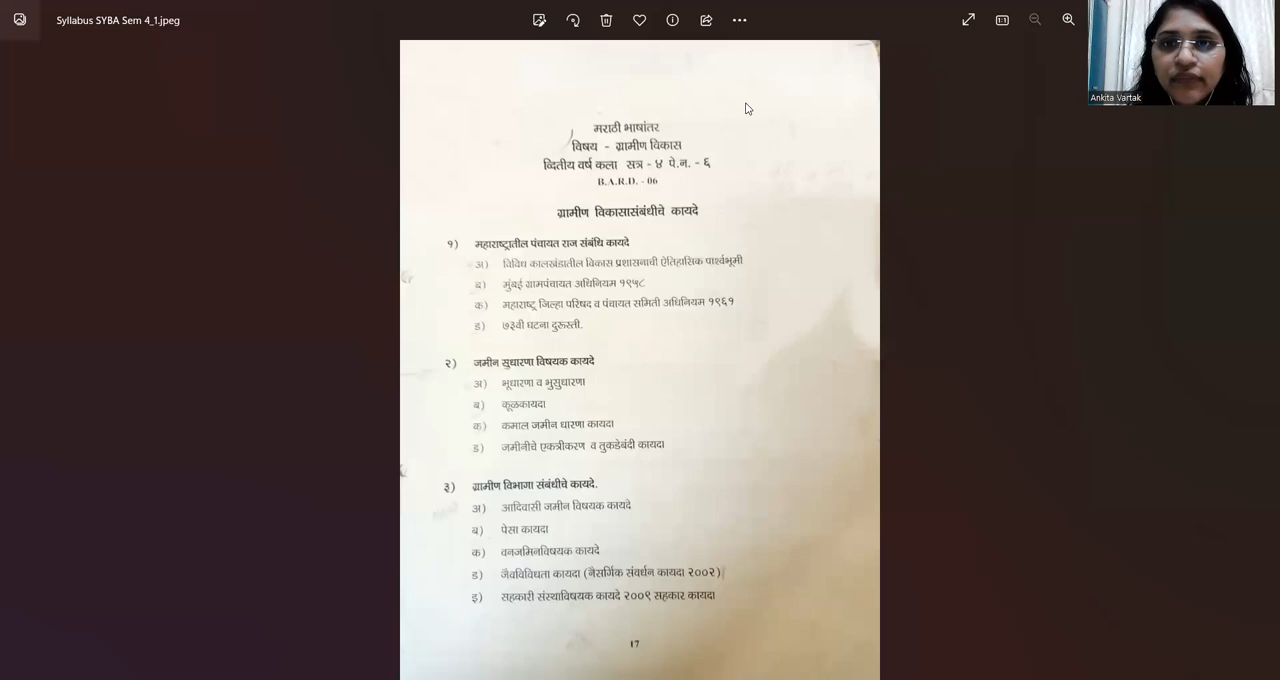 Syllabus SYBA Sem 4_1.jpeg
Ankita Vartak
मराठी भाषांतर
विषय - ग्रामीण विकास
व्दितीय वर्ष कला सत्र - ४ पे.न. - ६
B.A.R.D. - 06
ग्रामीण विकासासंबंधीचे कायदे
१) महाराष्ट्रातील पंचायत राज संबंधि कायदे
अ) विविध कालखंडातील विकास प्रशासनाची ऐतिहासिक पार्श्वभूमी
ब) मुंबई ग्रामपंचायत अधिनियम १९५८
क) महाराष्ट्र जिल्हा परिषद व पंचायत समिती अधिनियम १९६१
ड) ७३वी घटना दुरूस्ती.
२) जमीन सुधारणा विषयक कायदे
अ) भूधारणा व भुसुधारणा
ब) कूळकायदा
क) कमाल जमीन धारणा कायदा
ड) जमीनीचे एकत्रीकरण व तुकडेबंदी कायदा
३) ग्रामीण विभागा संबंधीचे कायदे.
अ) आदिवासी जमीन विषयक कायदे
ब) पेसा कायदा
क) वनजमिनविषयक कायदे
ड) जैवविविधता कायदा (नैसर्गिक संवर्धन कायदा २००२)
इ) सहकारी संस्थाविषयक कायदे २००९ सहकार कायदा
17